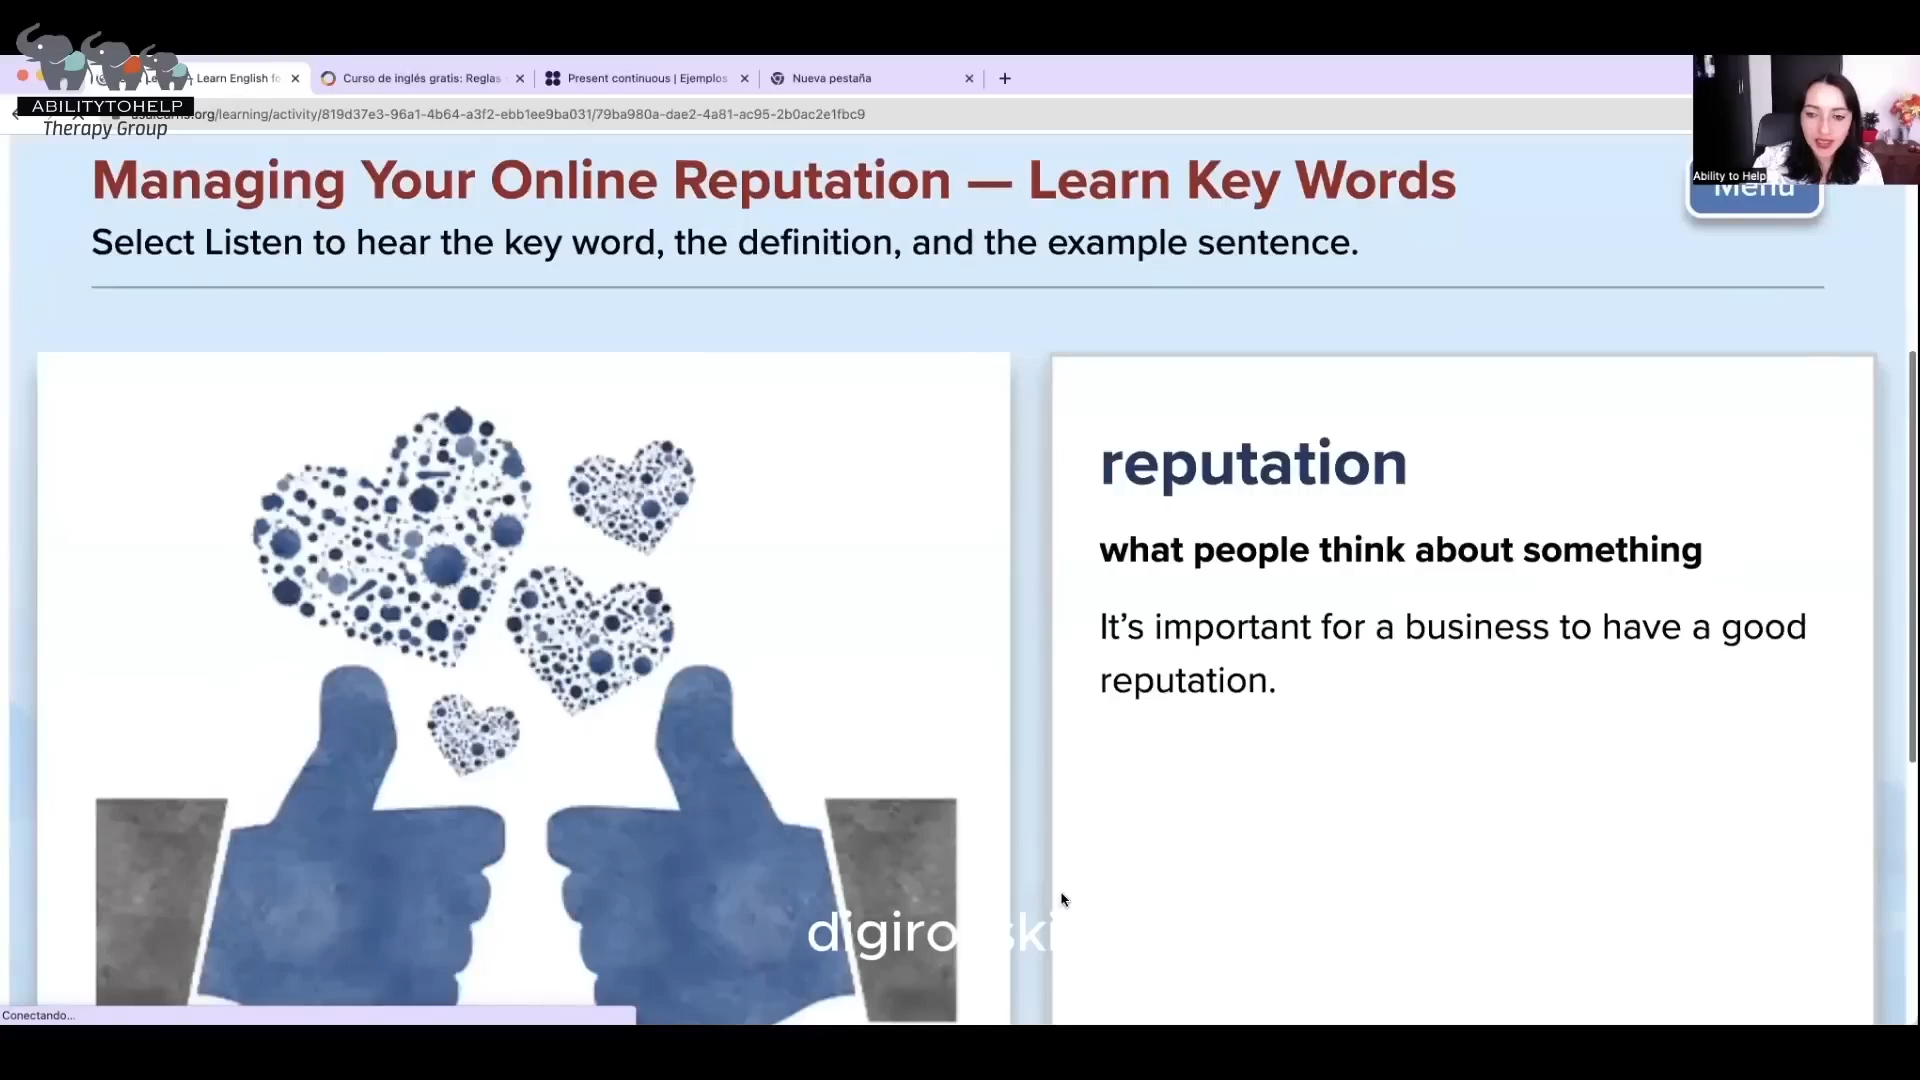 ABILITYTOHELP
Therapy Group
Learn English fo
Curso de inglés gratis: Reglas
Present continuous | Ejemplos
Nueva pestaña
.org/learning/activity/819d37e3-96a1-4b64-a3f2-ebb1ee9ba031/79ba980a-dae2-4a81-ac95-2b0ac2e1fbc9
Ability to Help
Menu
Managing Your Online Reputation — Learn Key Words
Select Listen to hear the key word, the definition, and the example sentence.
reputation
what people think about something
It's important for a business to have a good
reputation.
Conectando...